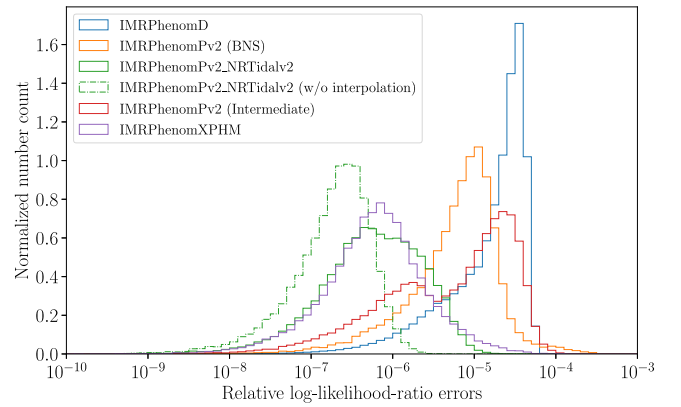 IMRPhenomD
IMRPhenomPv2 (BNS)
IMRPhenomPv2_NRTidalv2
IMRPhenomPv2_NRTidalv2 (w/o interpolation)
IMRPhenomPv2 (Intermediate)
IMRPhenomXPHM
Normalized number count
1.6
1.4
1.2
1.0
0.8
0.6
0.4
0.2
0.0
10⁻¹⁰ 10⁻⁹ 10⁻⁸ 10⁻⁷ 10⁻⁶ 10⁻⁵ 10⁻⁴ 10⁻³
Relative log-likelihood-ratio errors